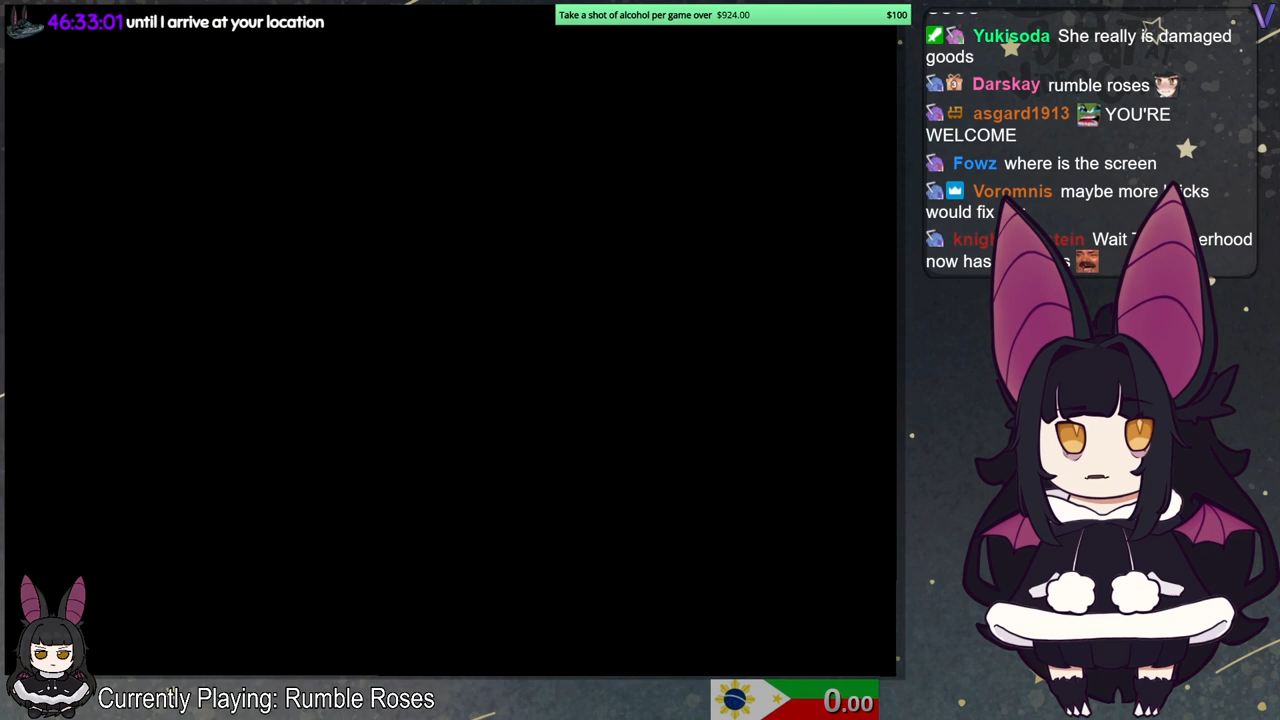 46:33:01 until I arrive at your location
Take a shot of alcohol per game over $924.00 $100
Yukisoda She really is damaged
goods
Darskay rumble roses
asgard1913 YOU'RE
WELCOME
Fowz where is the screen
Voromnis maybe more
would fix
Wait
now has
Currently Playing: Rumble Roses
0.00